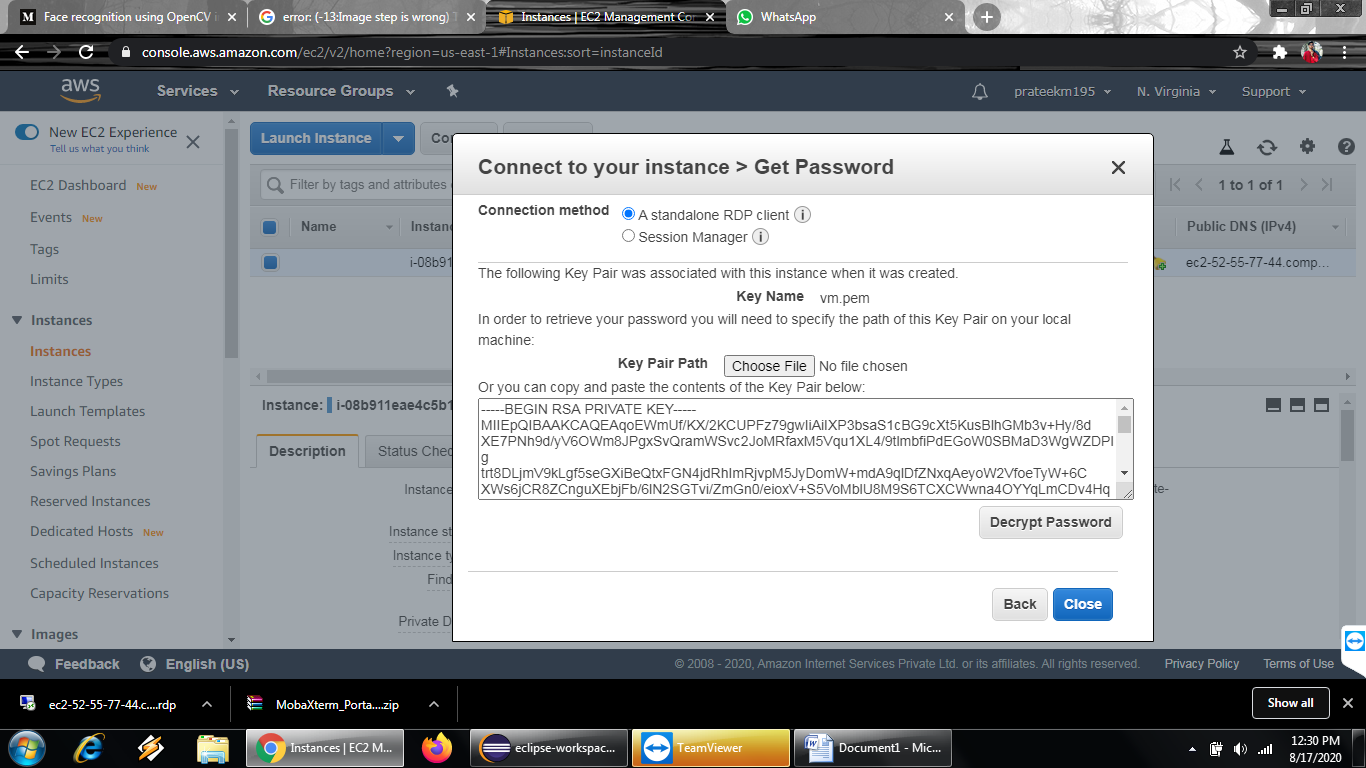 Face recognition using OpenCV
error: (-13:Image step is wrong)
Instances | EC2 Management Co
WhatsApp
console.aws.amazon.com/ec2/v2/home?region=us-east-1#Instances:sort=instanceId
aws
Services
Resource Groups
prateekm195
N. Virginia
Support
New EC2 Experience
Tell us what you think
EC2 Dashboard New
Events New
Tags
Limits
Instances
Instances
Instance Types
Launch Templates
Spot Requests
Savings Plans
Reserved Instances
Dedicated Hosts New
Scheduled Instances
Capacity Reservations
Images
Launch Instance
Filter by tags and attributes
1 to 1 of 1
Name
Public DNS (IPv4)
i-08b911
ec2-52-55-77-44.comp...
Instance: i-08b911eae4c5b1
Description
Status Chec
Instance
Instance st
Instance ty
Find
Private D
Connect to your instance > Get Password
Connection method
A standalone RDP client
Session Manager
The following Key Pair was associated with this instance when it was created.
Key Name vm.pem
In order to retrieve your password you will need to specify the path of this Key Pair on your local
machine:
Key Pair Path Choose File No file chosen
Or you can copy and paste the contents of the Key Pair below:
-----BEGIN RSA PRIVATE KEY-----
Decrypt Password
Back
Close
Feedback
English (US)
© 2008 - 2020, Amazon Internet Services Private Ltd. or its affiliates. All rights reserved.
Privacy Policy
Terms of Use
ec2-52-55-77-44.c....rdp
MobaXterm_Porta....zip
Show all
Instances | EC2 M...
eclipse-workspac...
TeamViewer
Document1 - Mic...
12:30 PM
8/17/2020